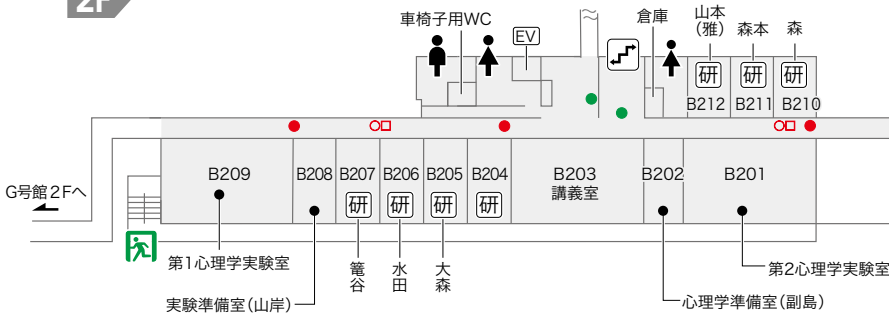 2F
車椅子用WC
EV
倉庫
山本
(雅)
森本
森
研
研
研
B212
B211
B210
B209
B208
B207
B206
B205
B204
B203
講義室
B202
B201
研
研
研
研
G号館2Fへ
第1心理学実験室
篭谷
水田
大森
第2心理学実験室
実験準備室(山岸)
心理学準備室(副島)